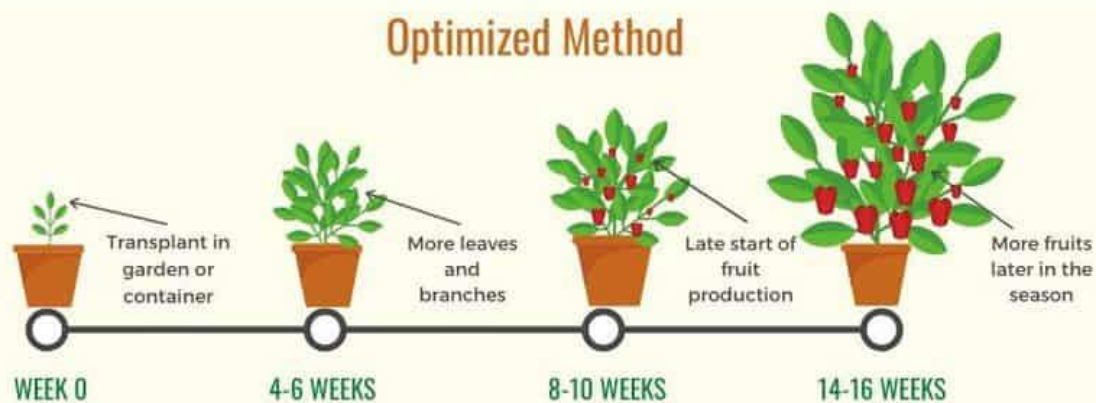 Optimized Method
Transplant in
garden or
container
More leaves
and
branches
Late start of
fruit
production
More fruits
later in the
season
WEEK 0
4-6 WEEKS
8-10 WEEKS
14-16 WEEKS